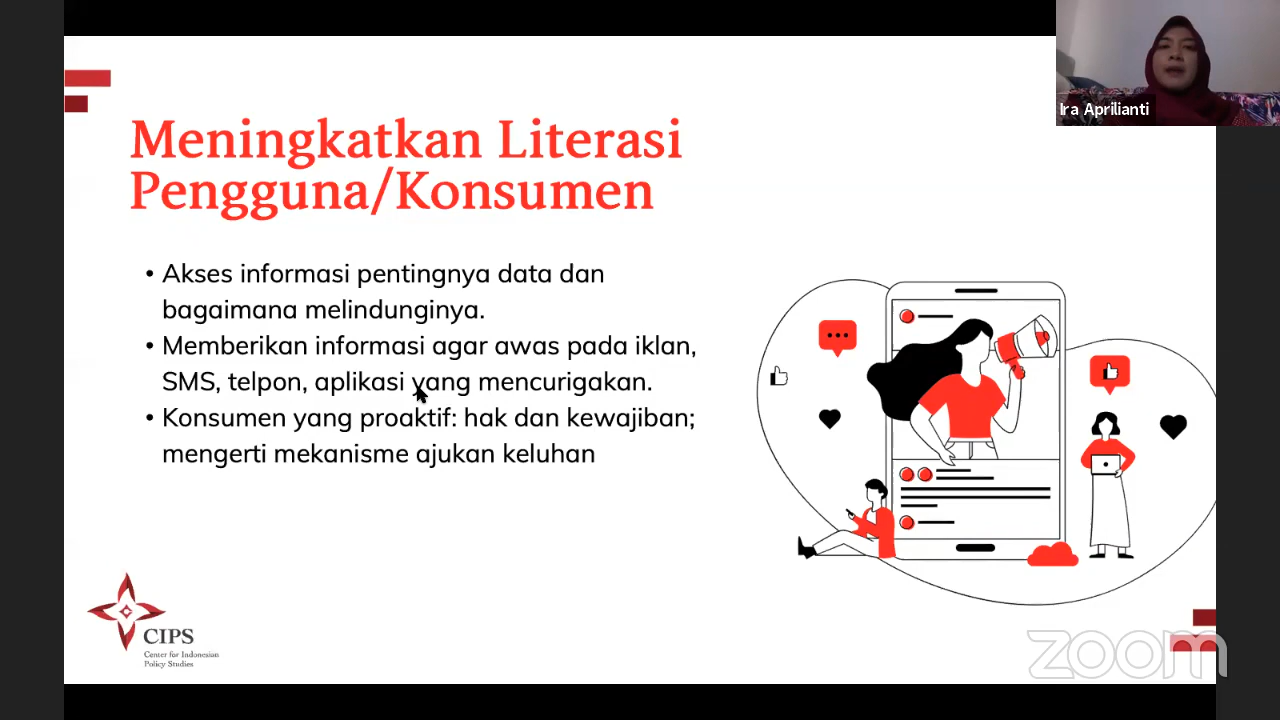 Ira Aprilianti
Meningkatkan Literasi
Pengguna/Konsumen
• Akses informasi pentingnya data dan
bagaimana melindunginya.
• Memberikan informasi agar awas pada iklan,
SMS, telpon, aplikasi yang mencurigakan.
• Konsumen yang proaktif: hak dan kewajiban;
mengerti mekanisme ajukan keluhan
CIPS
Center for Indonesian
Policy Studies
zoom